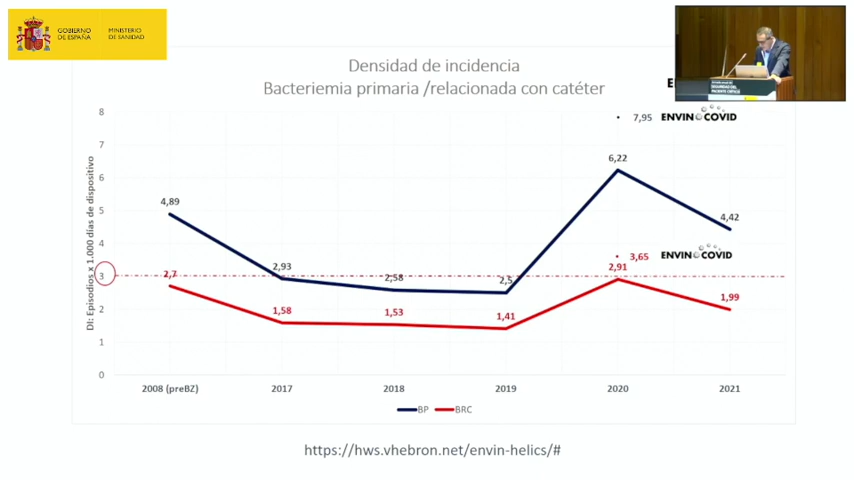 GOBIERNO
DE ESPAÑA
MINISTERIO
DE SANIDAD
Densidad de incidencia
Bacteriemia primaria /relacionada con catéter
SEGURIDAD DEL
PACIENTE CRÍTICO
DI: Episodios x 1.000 días de dispositivo
8
7
6
5
4
3
2
1
0
7,95 ENVIN COVID
6,22
4,89
4,42
3,65 ENVIN COVID
2,93
2,58
2,5
2,91
2,7
1,58
1,53
1,41
1,99
2008 (preBZ) 2017 2018 2019 2020 2021
BP BRC
https://hws.vhebron.net/envin-helics/#